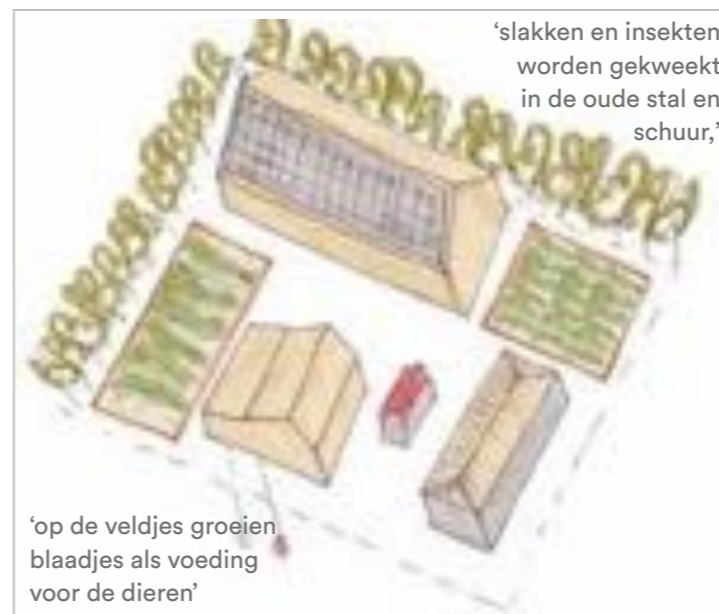 ‘slakken en insekten
worden gekweekt
in de oude stal en
schuur,’
‘op de veldjes groeien
blaadjes als voeding
voor de dieren’